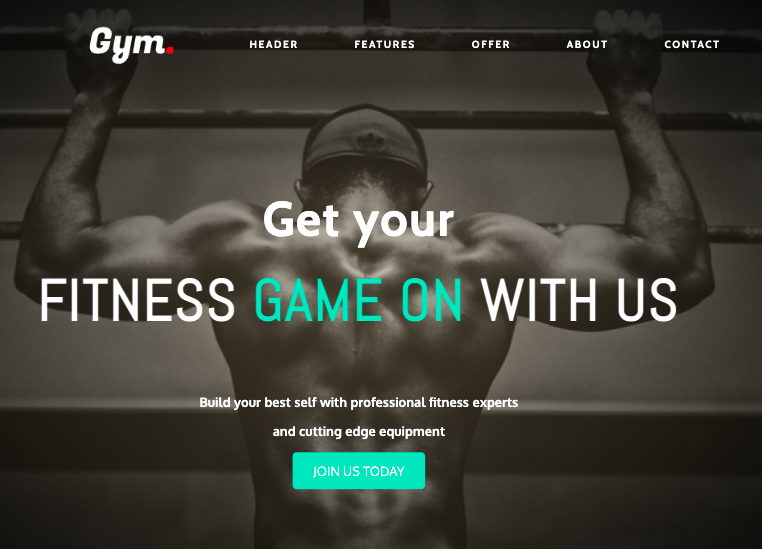 Gym.
HEADER
FEATURES
OFFER
ABOUT
CONTACT
Get your
FITNESS GAME ON WITH US
Build your best self with professional fitness experts
and cutting edge equipment
JOIN US TODAY